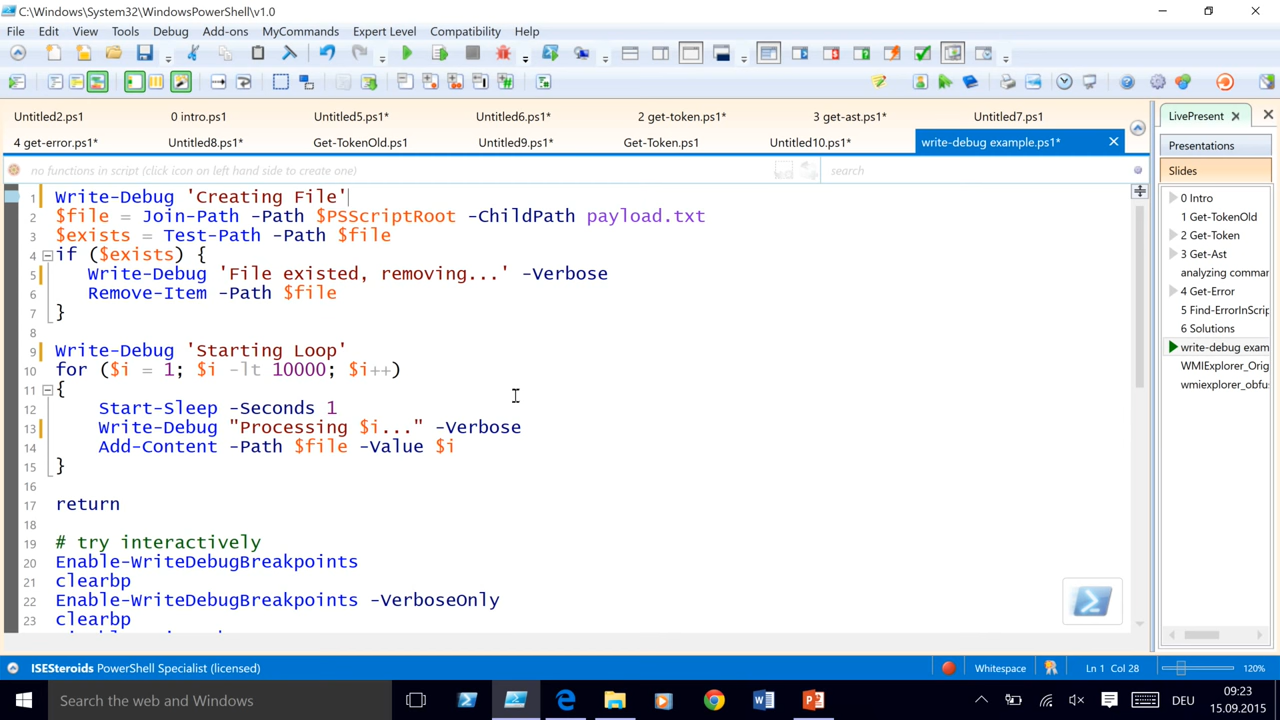 C:\Windows\System32\WindowsPowerShell\v1.0
File Edit View Tools Debug Add-ons MyCommands Expert Level Compatibility Help
Untitled2.ps1 0 intro.ps1 Untitled5.ps1* Untitled6.ps1* 2 get-token.ps1* 3 get-ast.ps1* Untitled7.ps1
4 get-error.ps1* Untitled8.ps1* Get-TokenOld.ps1 Untitled9.ps1* Get-Token.ps1 Untitled10.ps1* write-debug example.ps1*
no functions in script (click icon on left hand side to create one) search
1 Write-Debug 'Creating File'
2 $file = Join-Path -Path $PSScriptRoot -ChildPath payload.txt
3 $exists = Test-Path -Path $file
4 if ($exists) {
5 Write-Debug 'File existed, removing...' -Verbose
6 Remove-Item -Path $file
7 }
8
9 Write-Debug 'Starting Loop'
10 for ($i = 1; $i -lt 10000; $i++)
11 {
12 Start-Sleep -Seconds 1
13 Write-Debug "Processing $i..." -Verbose
14 Add-Content -Path $file -Value $i
15 }
16
17 return
18
19 # try interactively
20 Enable-WriteDebugBreakpoints
21 clearbp
22 Enable-WriteDebugBreakpoints -VerboseOnly
23 clearbp
LivePresent
Presentations
Slides
0 Intro
1 Get-TokenOld
2 Get-Token
3 Get-Ast
analyzing comma
4 Get-Error
5 Find-ErrorInScrip
6 Solutions
write-debug exam
WMIExplorer_Orig
wmiexplorer_obfu
ISESteroids PowerShell Specialist (licensed) Whitespace Ln 1 Col 28 120%
Search the web and Windows
DEU
09:23
15.09.2015